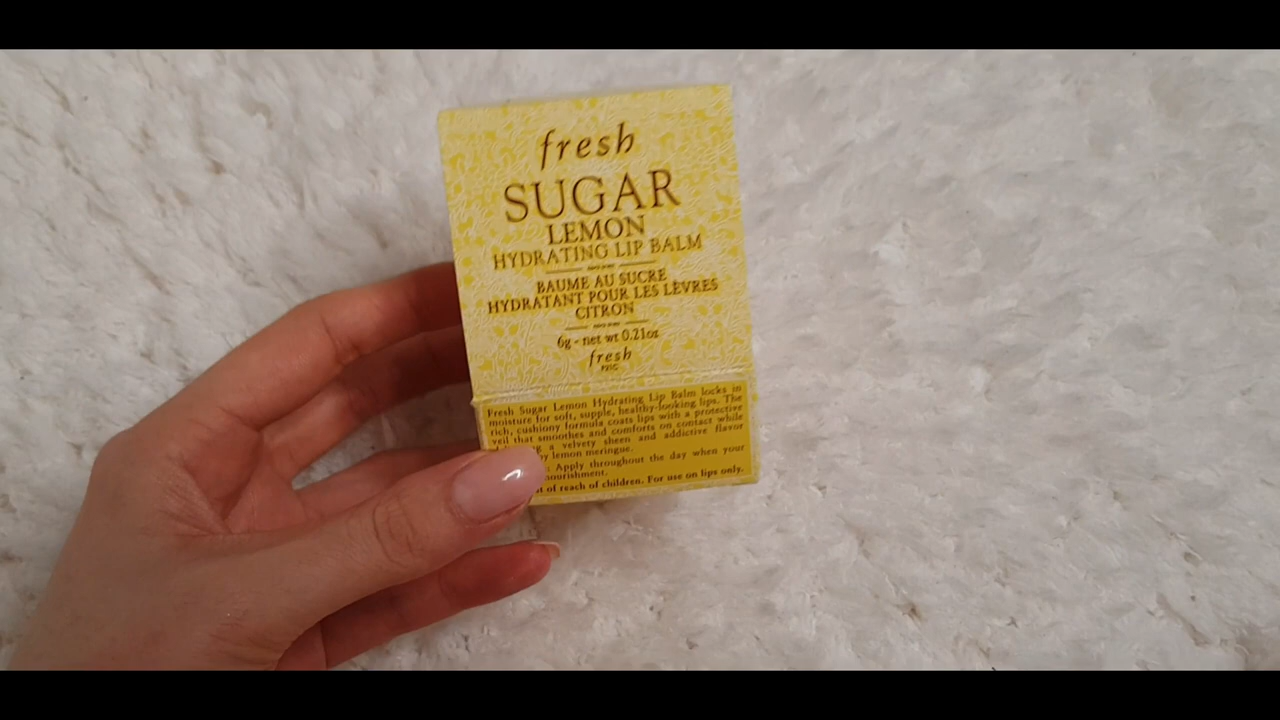 fresh
SUGAR
LEMON
HYDRATING LIP BALM
BAUME AU SUCRE
HYDRATANT POUR LES LÈVRES
CITRON
6g - net wt 0.21oz
fresh
Fresh Sugar Lemon Hydrating Lip Balm locks in
moisture for soft, supple, healthy-looking lips. The
rich, cushiony formula coats lips with a protective
veil that smoothes and comforts on contact while
a velvety sheen and addictive flavor
by lemon meringue.
Apply throughout the day when your
nourishment.
of reach of children. For use on lips only.